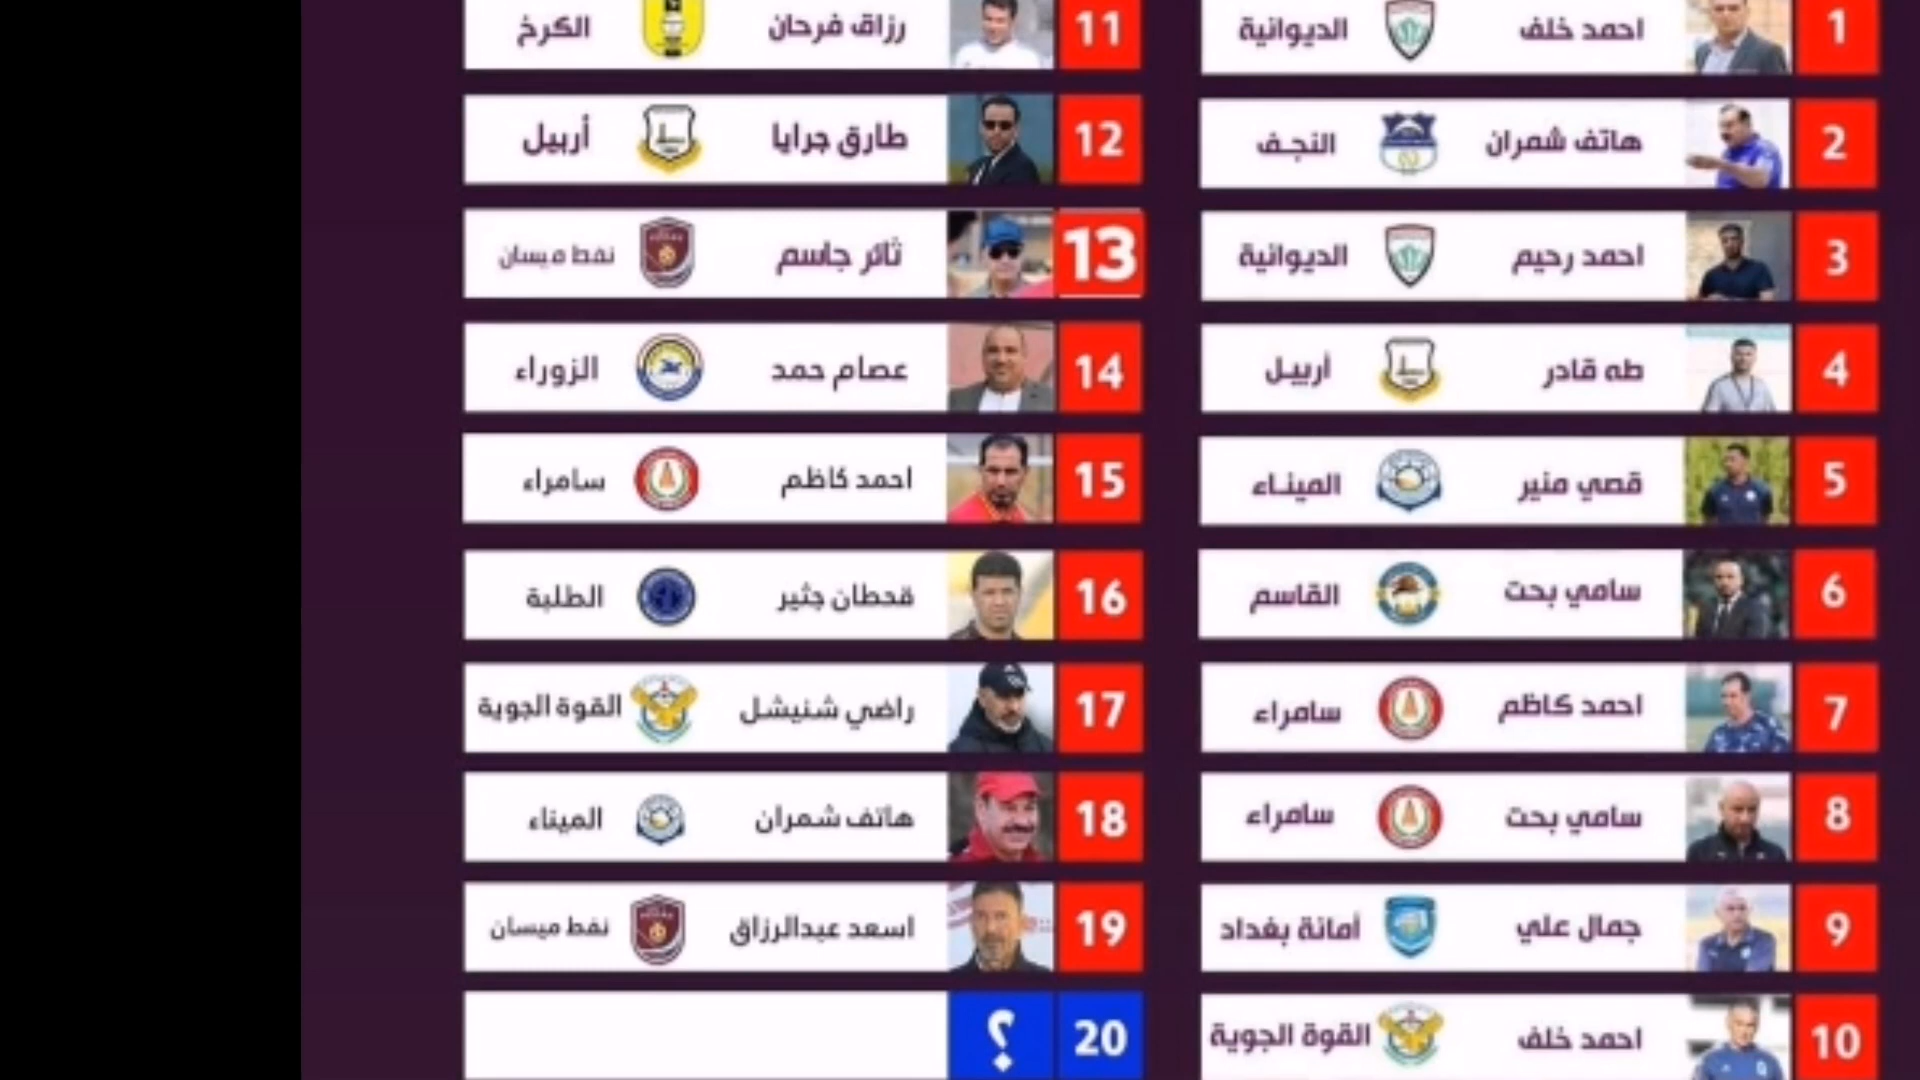 1 احمد خلف الديوانية
2 هاتف شمران النجف
3 احمد رحيم الديوانية
4 طه قادر أربيل
5 قصي منير الميناء
6 سامي بحت القاسم
7 احمد كاظم سامراء
8 سامي بحت سامراء
9 جمال علي أمانة بغداد
10 احمد خلف القوة الجوية
11 رزاق فرحان الكرخ
12 طارق جرايا أربيل
13 ثائر جاسم نفط ميسان
14 عصام حمد الزوراء
15 احمد كاظم سامراء
16 قحطان جثير الطلبة
17 راضي شنيشل القوة الجوية
18 هاتف شمران الميناء
19 اسعد عبدالرزاق نفط ميسان
20 ؟